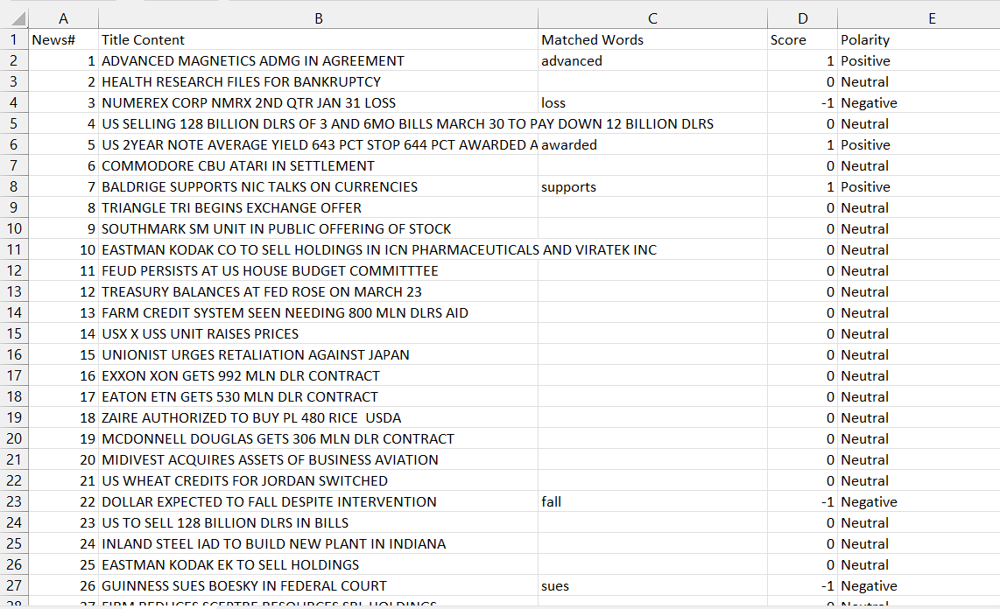 A B C D E
1 News# Title Content Matched Words Score Polarity
2 1 ADVANCED MAGNETICS ADMG IN AGREEMENT advanced 1 Positive
3 2 HEALTH RESEARCH FILES FOR BANKRUPTCY 0 Neutral
4 3 NUMEREX CORP NMRX 2ND QTR JAN 31 LOSS loss -1 Negative
5 4 US SELLING 128 BILLION DLRS OF 3 AND 6MO BILLS MARCH 30 TO PAY DOWN 12 BILLION DLRS 0 Neutral
6 5 US 2YEAR NOTE AVERAGE YIELD 643 PCT STOP 644 PCT AWARDED A awarded 1 Positive
7 6 COMMODORE CBU ATARI IN SETTLEMENT 0 Neutral
8 7 BALDRIGE SUPPORTS NIC TALKS ON CURRENCIES supports 1 Positive
9 8 TRIANGLE TRI BEGINS EXCHANGE OFFER 0 Neutral
10 9 SOUTHMARK SM UNIT IN PUBLIC OFFERING OF STOCK 0 Neutral
11 10 EASTMAN KODAK CO TO SELL HOLDINGS IN ICN PHARMACEUTICALS AND VIRATEK INC 0 Neutral
12 11 FEUD PERSISTS AT US HOUSE BUDGET COMMITTTEE 0 Neutral
13 12 TREASURY BALANCES AT FED ROSE ON MARCH 23 0 Neutral
14 13 FARM CREDIT SYSTEM SEEN NEEDING 800 MLN DLRS AID 0 Neutral
15 14 USX X USS UNIT RAISES PRICES 0 Neutral
16 15 UNIONIST URGES RETALIATION AGAINST JAPAN 0 Neutral
17 16 EXXON XON GETS 992 MLN DLR CONTRACT 0 Neutral
18 17 EATON ETN GETS 530 MLN DLR CONTRACT 0 Neutral
19 18 ZAIRE AUTHORIZED TO BUY PL 480 RICE  USDA 0 Neutral
20 19 MCDONNELL DOUGLAS GETS 306 MLN DLR CONTRACT 0 Neutral
21 20 MIDIVEST ACQUIRES ASSETS OF BUSINESS AVIATION 0 Neutral
22 21 US WHEAT CREDITS FOR JORDAN SWITCHED 0 Neutral
23 22 DOLLAR EXPECTED TO FALL DESPITE INTERVENTION fall -1 Negative
24 23 US TO SELL 128 BILLION DLRS IN BILLS 0 Neutral
25 24 INLAND STEEL IAD TO BUILD NEW PLANT IN INDIANA 0 Neutral
26 25 EASTMAN KODAK EK TO SELL HOLDINGS 0 Neutral
27 26 GUINNESS SUES BOESKY IN FEDERAL COURT sues -1 Negative
28 27 FIRM REDUCES SCEPTRE RESOURCES SRL HOLDINGS 0 Neutral